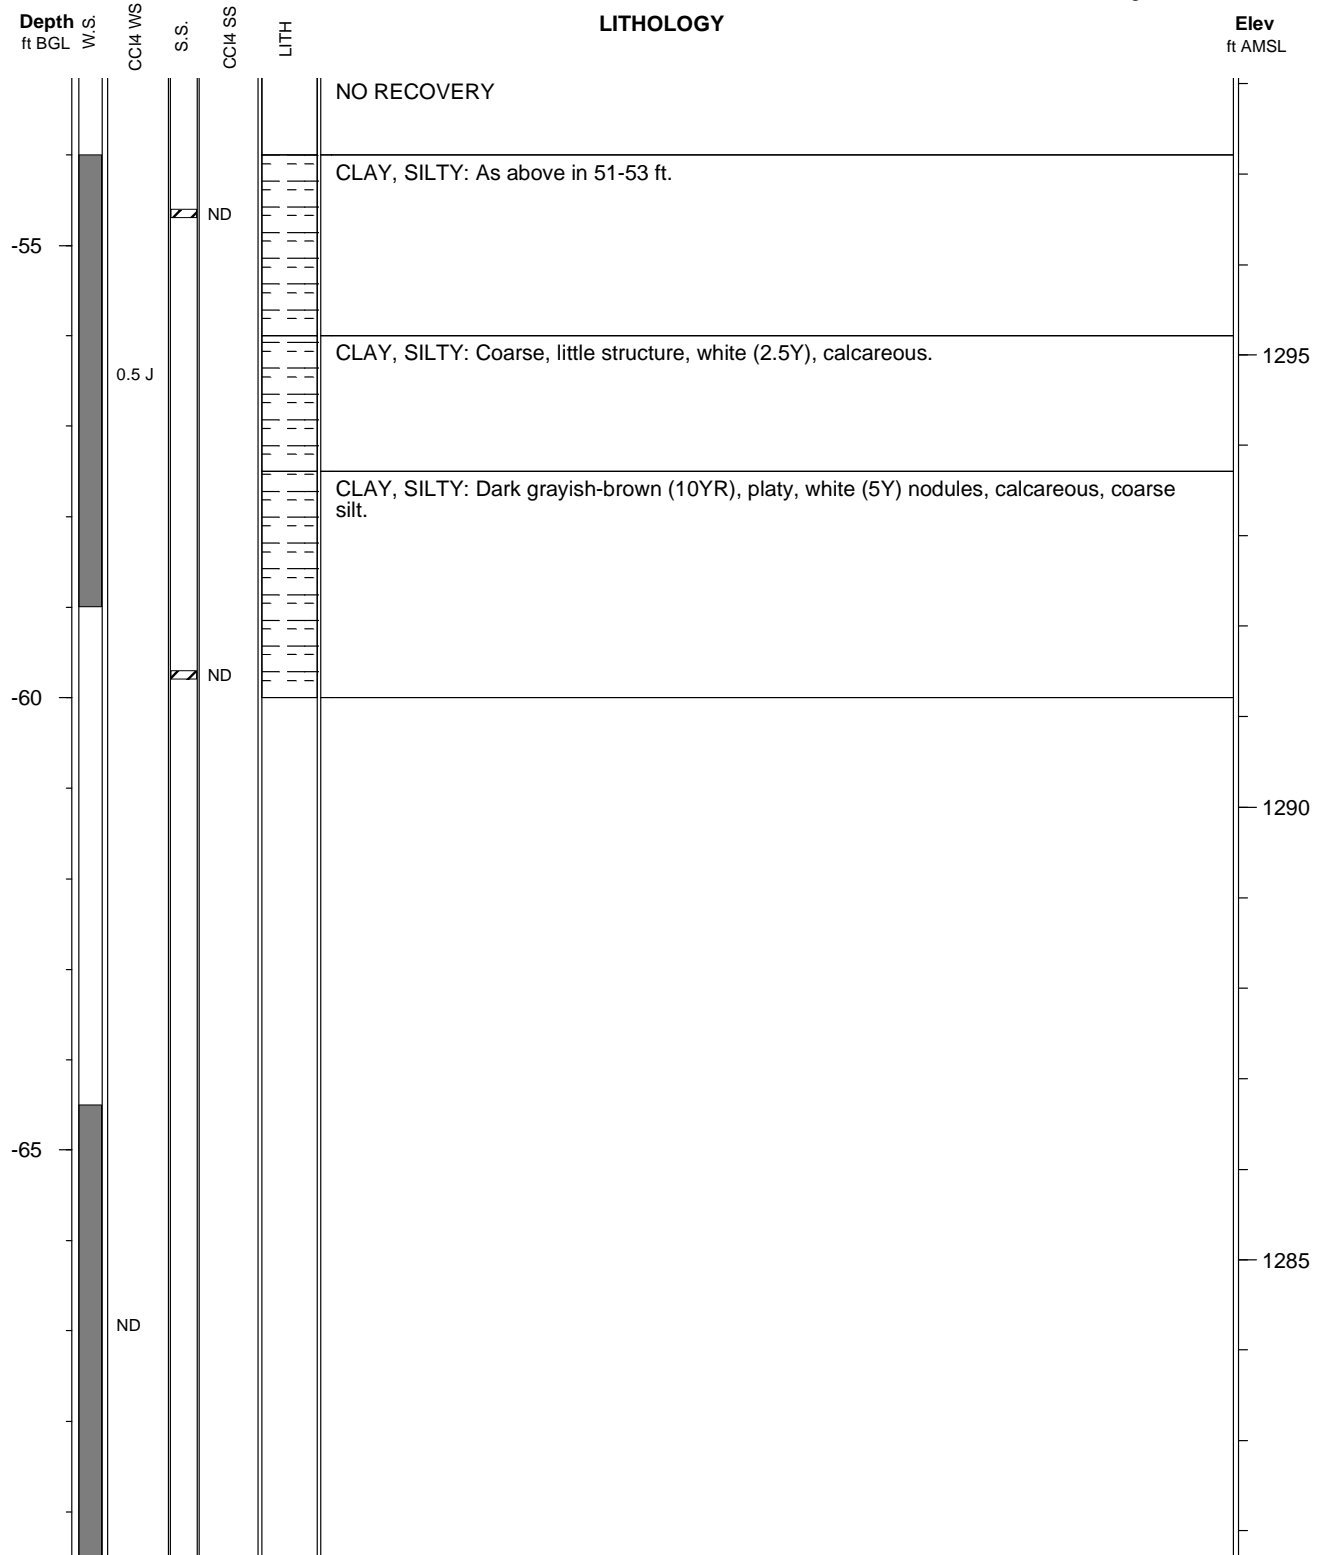 Depth
ft BGL
W.S.
CCl4 WS
S.S.
CCl4 SS
LITH
LITHOLOGY
Elev
ft AMSL
NO RECOVERY
CLAY, SILTY: As above in 51-53 ft.
ND
-55
CLAY, SILTY: Coarse, little structure, white (2.5Y), calcareous.
1295
0.5 J
CLAY, SILTY: Dark grayish-brown (10YR), platy, white (5Y) nodules, calcareous, coarse
silt.
ND
-60
1290
-65
1285
ND